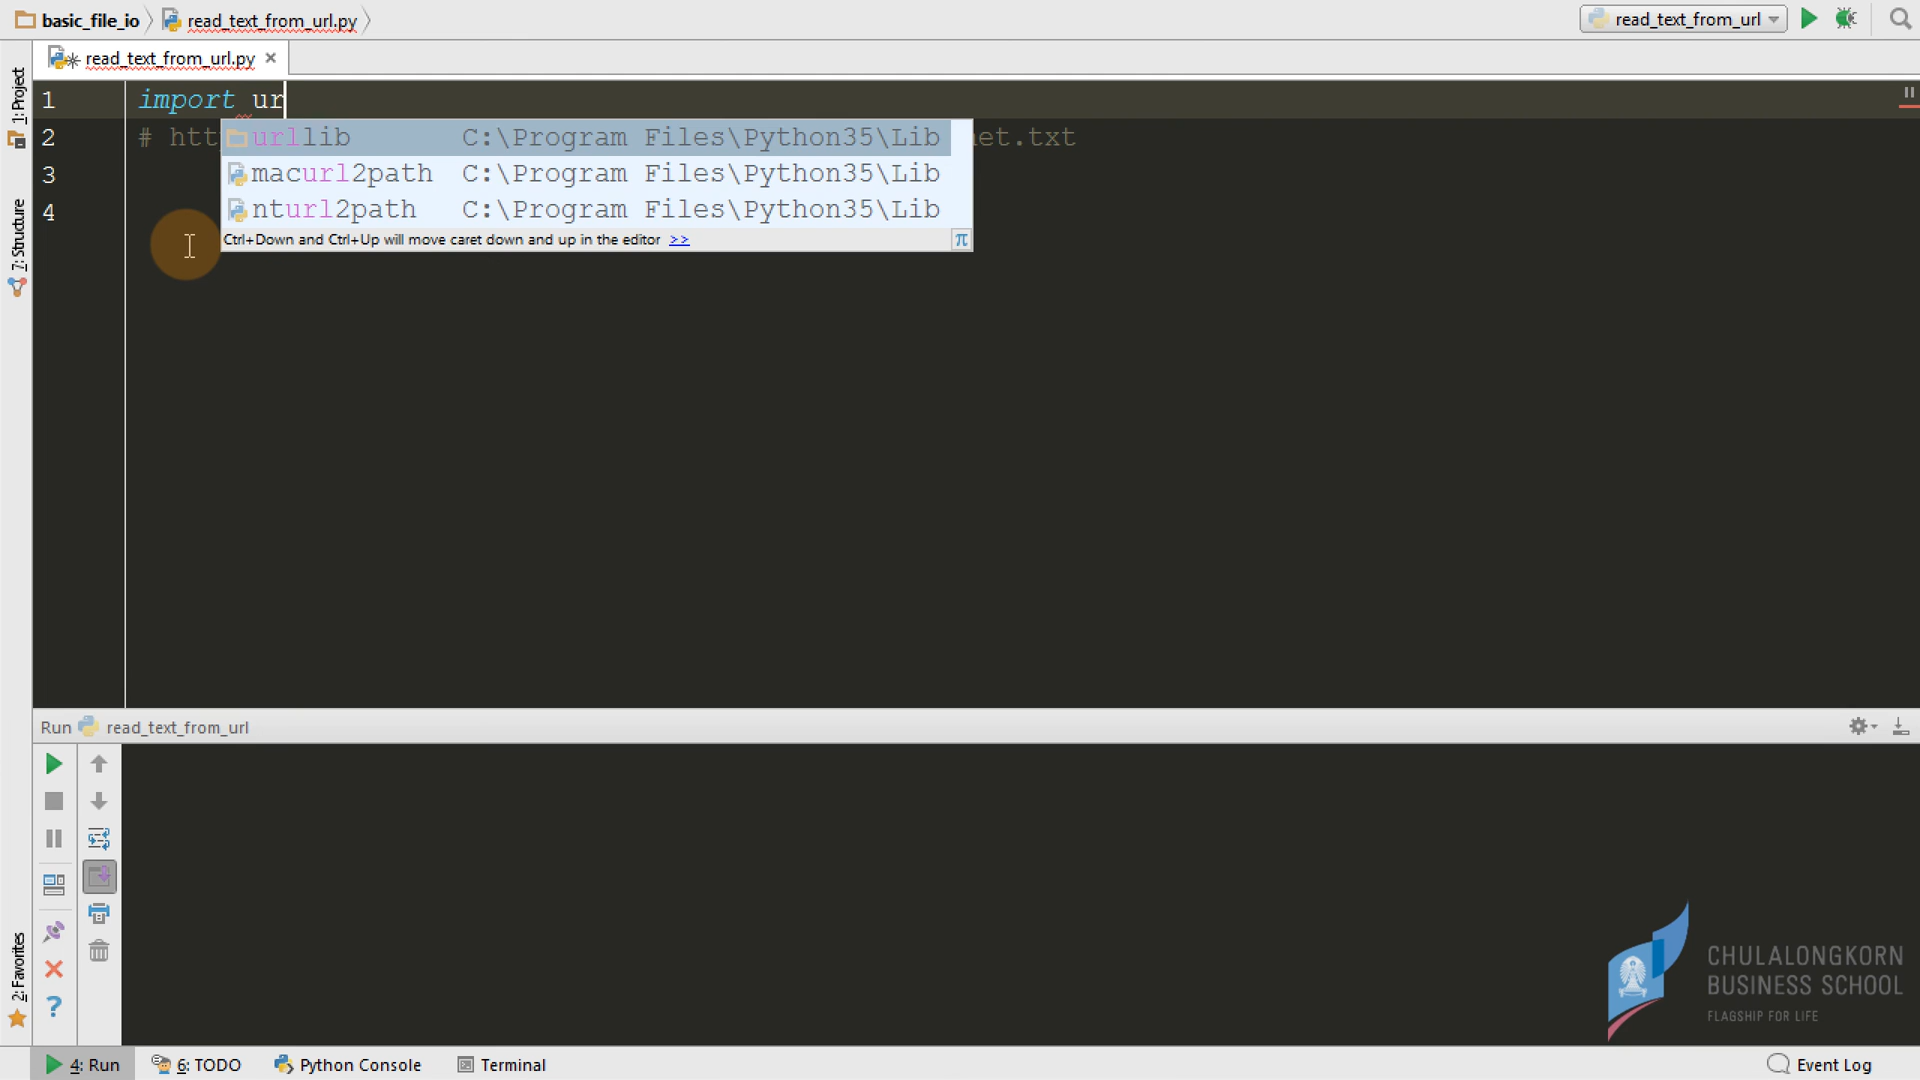 basic_file_io
read_text_from_url.py
read_text_from_url
read_text_from_url.py
1 import ur
2 # htt et.txt
3
4
urllib C:\Program Files\Python35\Lib
macurl2path C:\Program Files\Python35\Lib
nturl2path C:\Program Files\Python35\Lib
Ctrl+Down and Ctrl+Up will move caret down and up in the editor >> π
1: Project
7: Structure
2: Favorites
Run read_text_from_url
CHULALONGKORN
BUSINESS SCHOOL
FLAGSHIP FOR LIFE
4: Run
6: TODO
Python Console
Terminal
Event Log